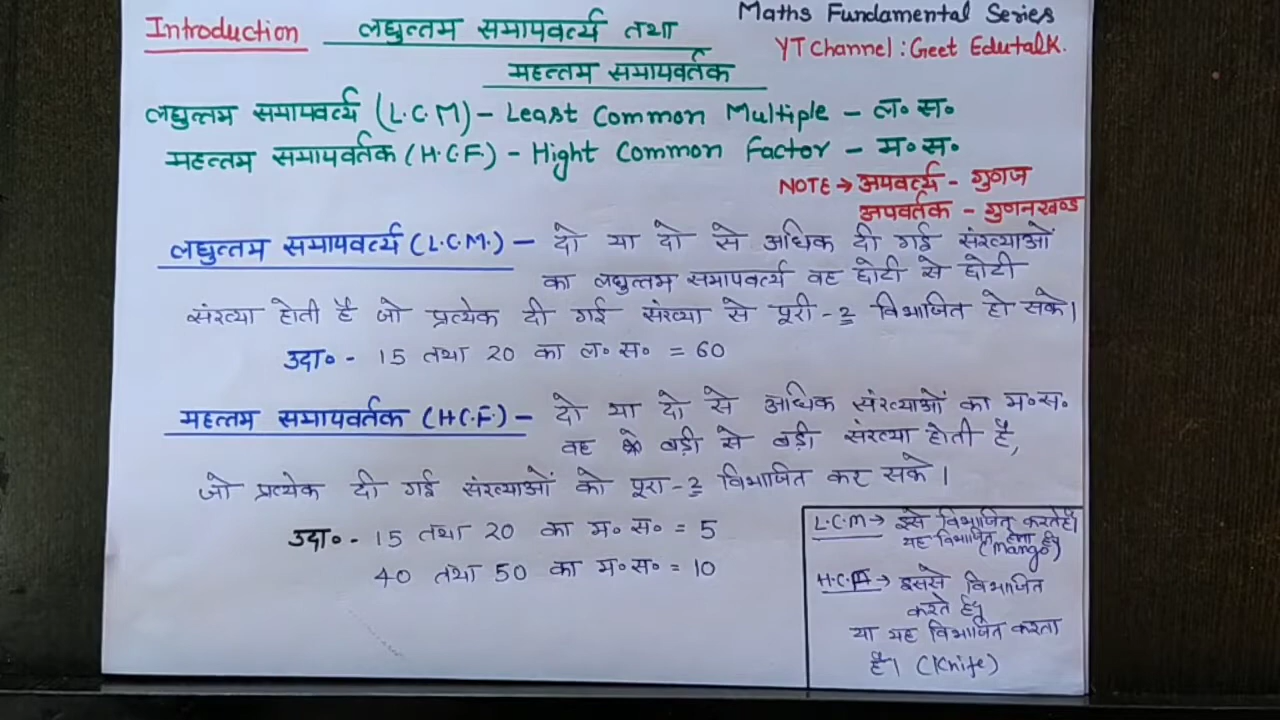 Introduction लघुत्तम समापवर्त्य तथा
महत्तम समापवर्तक
Maths Fundamental Series
YT Channel : Geet Edutalk.
लघुत्तम समापवर्त्य (L.C.M) - Least Common Multiple - ल० स०
महत्तम समापवर्तक (H.C.F.) - Hight Common Factor - म० स०
NOTE → अपवर्त्य - गुणज
अपवर्तक - गुणनखण्ड
लघुत्तम समापवर्त्य (L.C.M.) - दो या दो से अधिक दी गई संख्याओं
का लघुत्तम समापवर्त्य वह छोटी से छोटी
संख्या होती है जो प्रत्येक दी गई संख्या से पूरी-2 विभाजित हो सके।
उदा० - 15 तथा 20 का ल० स० = 60
महत्तम समापवर्तक (H.C.F.) - दो या दो से अधिक संख्याओं का म० स०
वह बड़ी से बड़ी संख्या होती है,
जो प्रत्येक दी गई संख्याओं को पूरा-2 विभाजित कर सके।
उदा० - 15 तथा 20 का म० स० = 5
40 तथा 50 का म० स० = 10
L.C.M → इसे विभाजित करते हैं।
यह विभाजित होता है
(Mango)
H.C.F → इससे विभाजित
करते हैं
या यह विभाजित करता
है। (Knife)